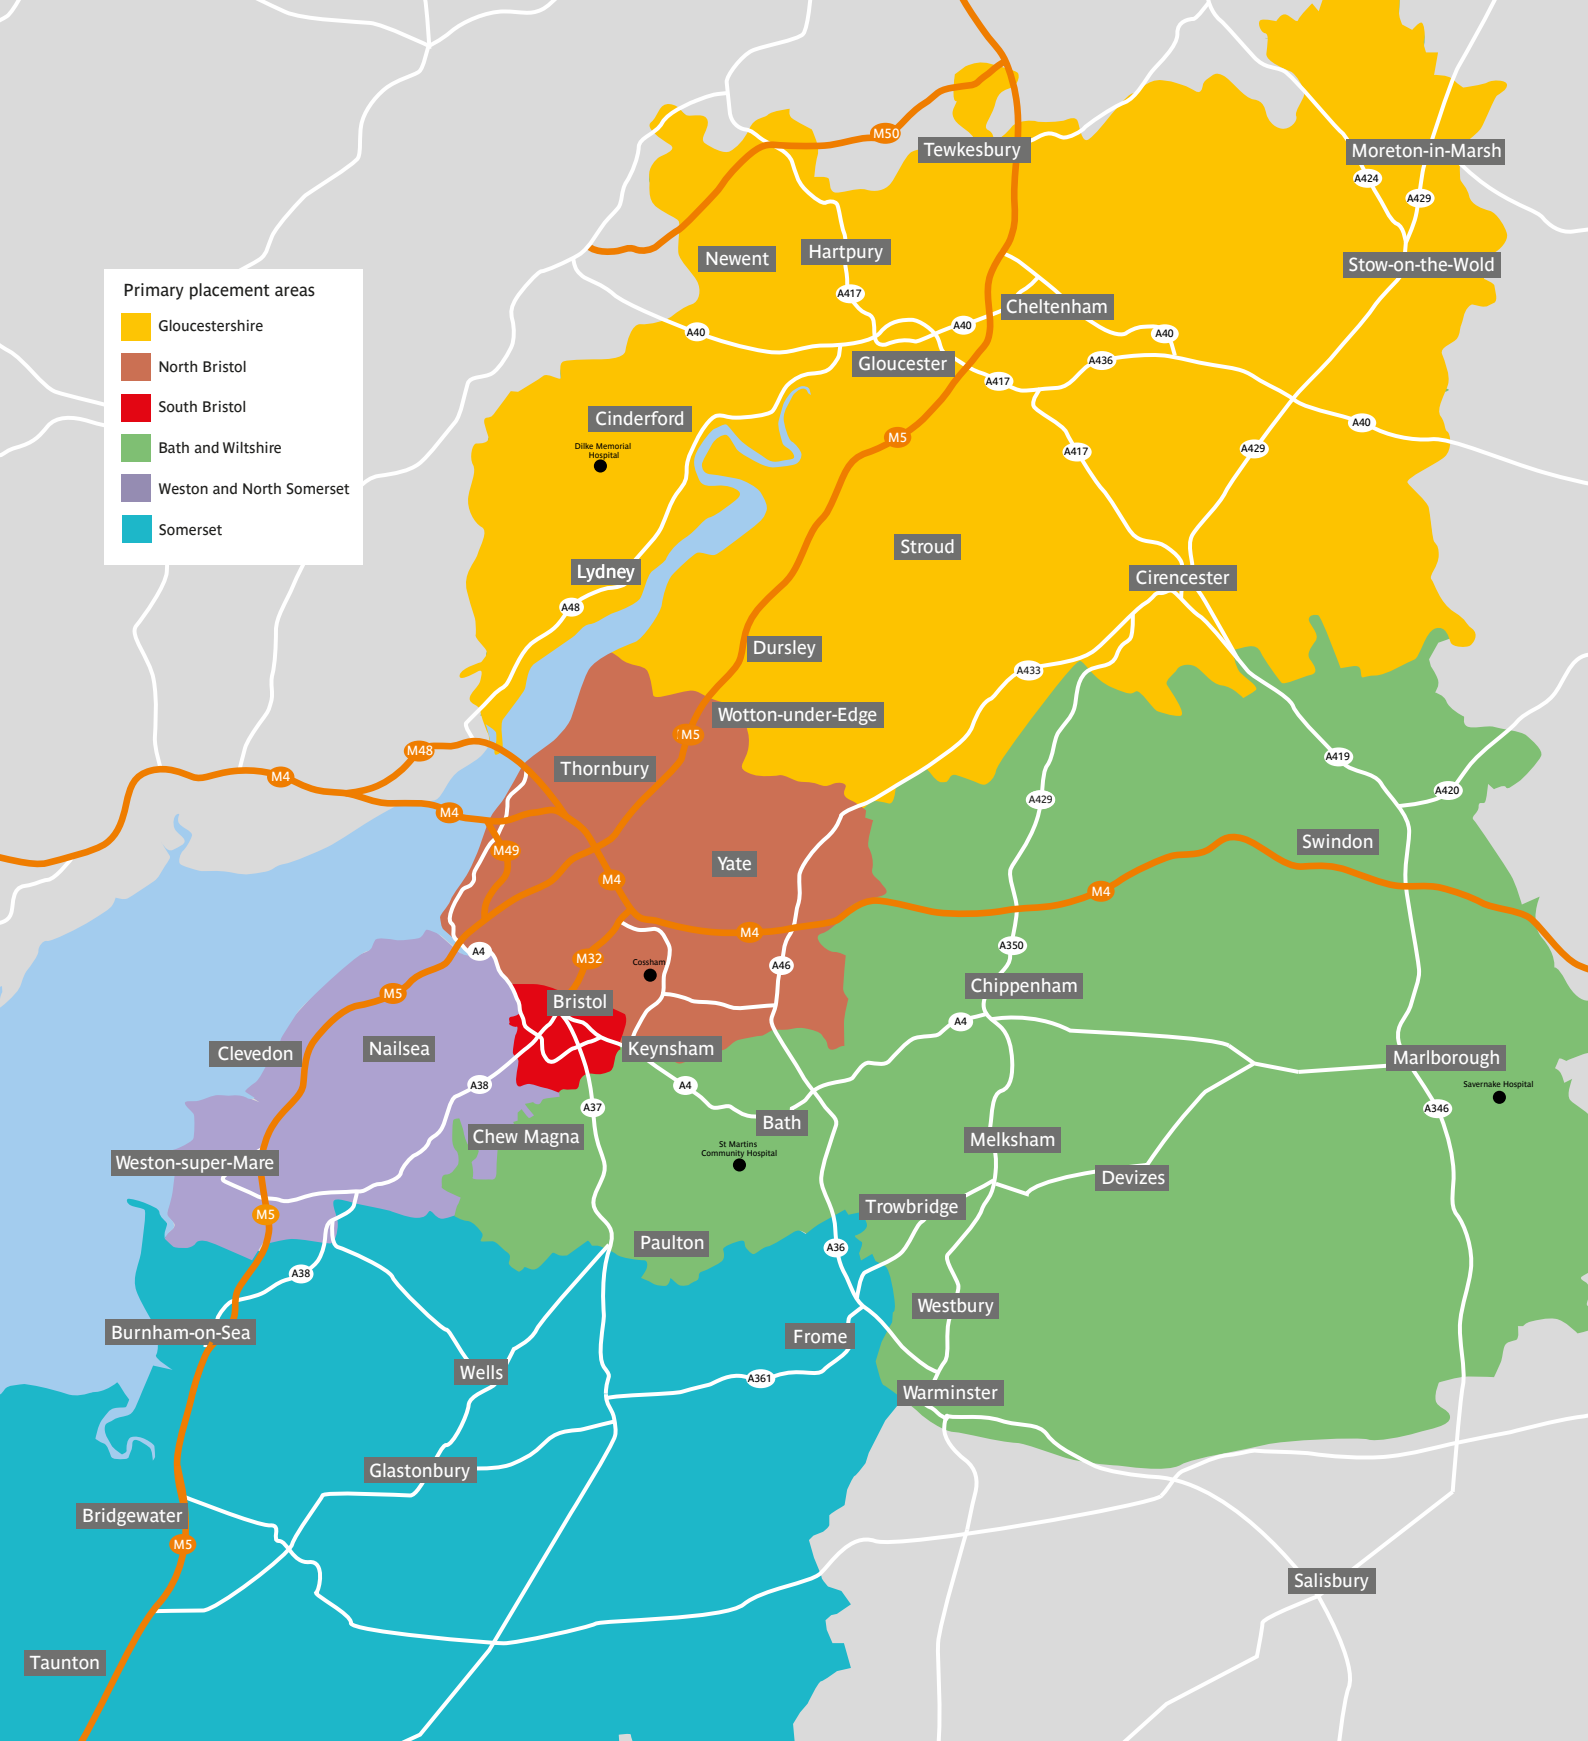 M50
Tewkesbury
Moreton-in-Marsh
A424
A429
Newent
Hartpury
Stow-on-the-Wold
Primary placement areas
Gloucestershire
North Bristol
South Bristol
Bath and Wiltshire
Weston and North Somerset
Somerset
A417
Cheltenham
A40
A40
A40
Gloucester
A436
A417
Cinderford
Dilke Memorial
Hospital
A40
M5
A417
A429
Stroud
Lydney
Cirencester
A48
Dursley
A433
Wotton-under-Edge
M5
M48
M4
Thornbury
A419
A420
M4
A429
Swindon
M49
Yate
M4
M4
M4
A4
M32
Cossham
A46
A350
M5
Chippenham
Bristol
A4
Clevedon
Nailsea
Keynsham
Marlborough
A38
A4
Savernake Hospital
A37
A346
Bath
Chew Magna
Melksham
St Martins
Community Hospital
Weston-super-Mare
Devizes
M5
Trowbridge
Paulton
A36
A38
Westbury
Burnham-on-Sea
Frome
Wells
A361
Warminster
Glastonbury
Bridgewater
M5
Salisbury
Taunton